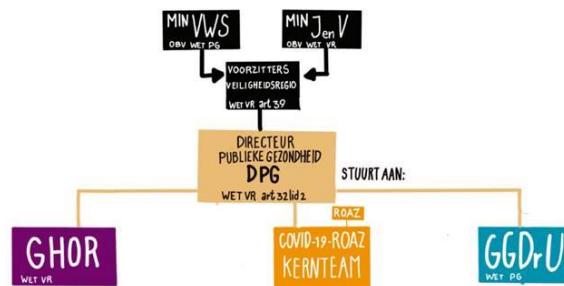 MIN VWS
OBV WET PG
MIN JenV
OBV WET VR
VOORZITTERS
VEILIGHEIDSREGIO
WET VR art 39
DIRECTEUR
PUBLIEKE GEZONDHEID
DPG
WET VR art 32 lid 2
STUURT AAN:
GHOR
WET VR
ROAZ
COVID-19-ROAZ
KERNTEAM
GGDrU
WET PG